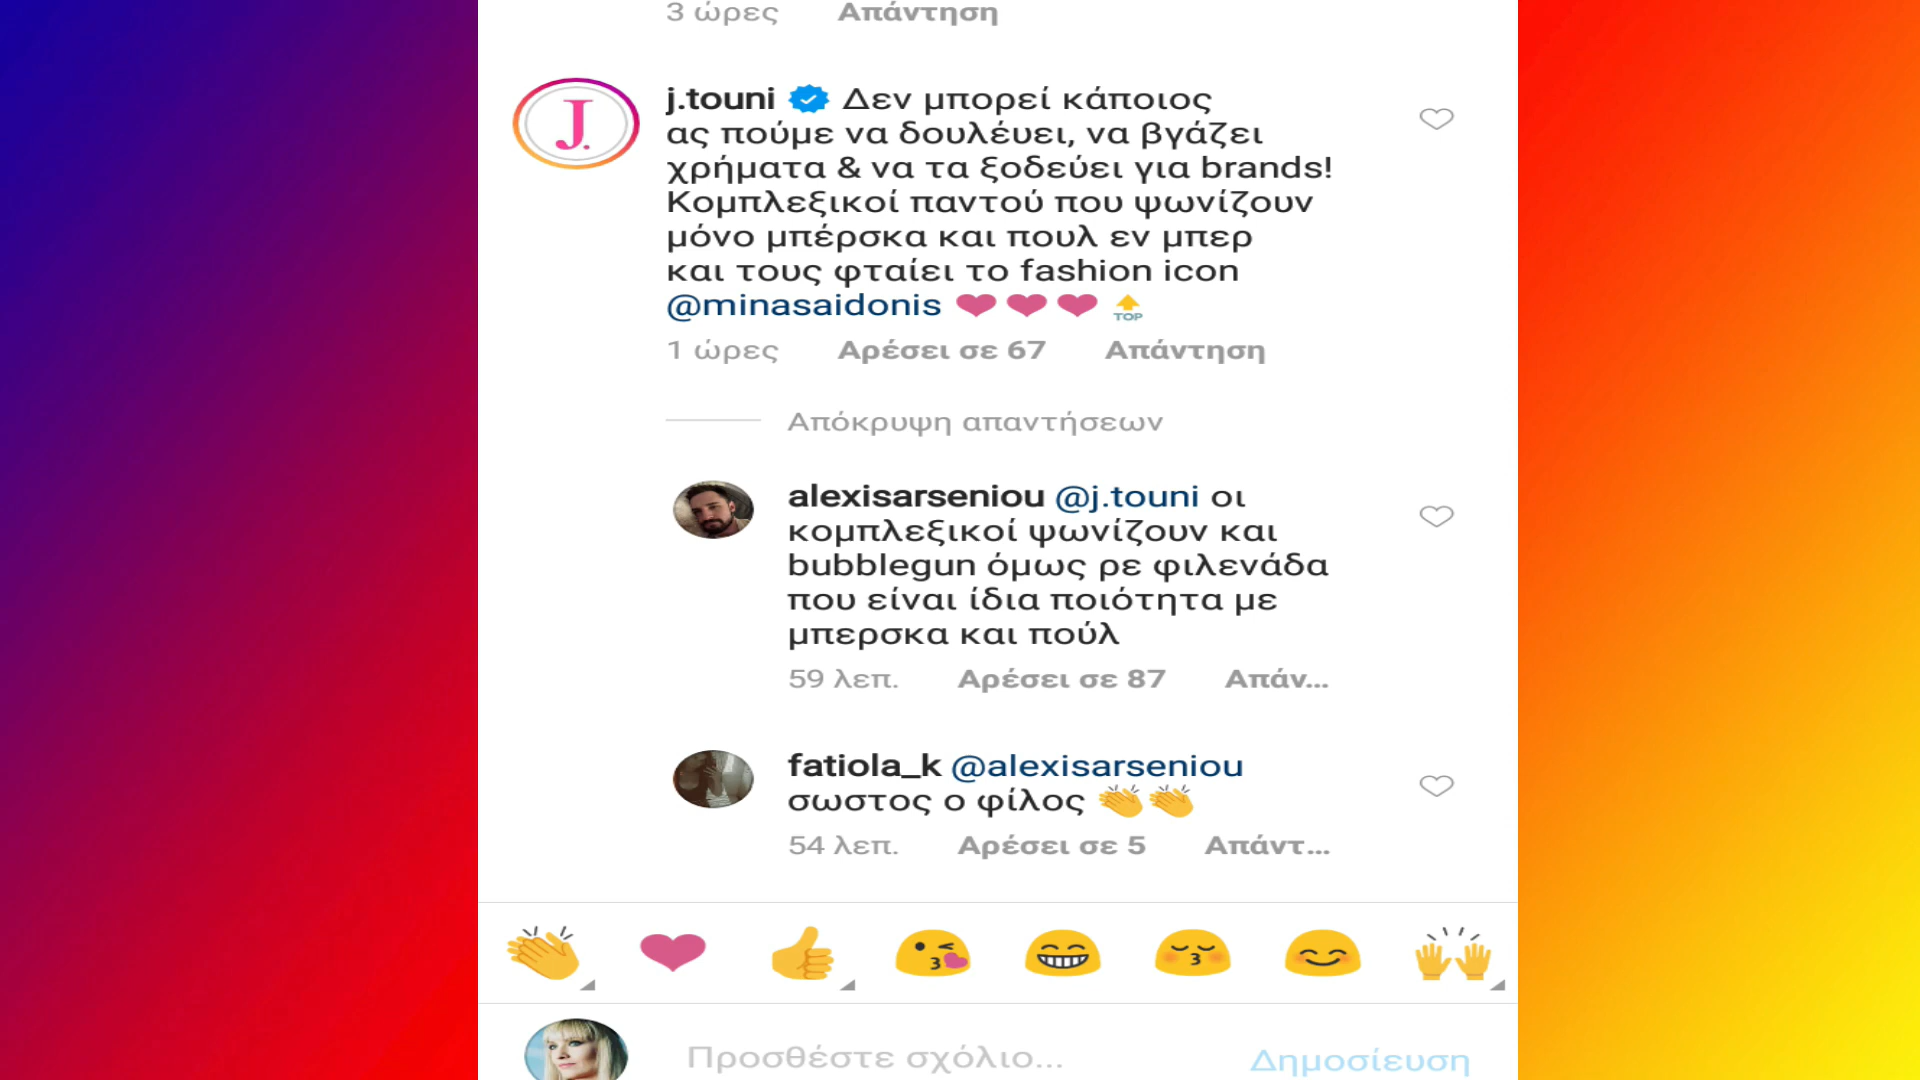 3 ώρες Απάντηση
j.touni Δεν μπορεί κάποιος
ας πούμε να δουλέυει, να βγάζει
χρήματα & να τα ξοδεύει για brands!
Κομπλεξικοί παντού που ψωνίζουν
μόνο μπέρσκα και πουλ εν μπερ
και τους φταίει το fashion icon
@minasaidonis TOP
1 ώρες Αρέσει σε 67 Απάντηση
Απόκρυψη απαντήσεων
alexisarseniou @j.touni οι
κομπλεξικοί ψωνίζουν και
bubblegun όμως ρε φιλενάδα
που είναι ίδια ποιότητα με
μπερσκα και πούλ
59 λεπ. Αρέσει σε 87 Απάν...
fatiola_k @alexisarseniou
σωστος ο φίλος 👏👏
54 λεπ. Αρέσει σε 5 Απάντ...
Προσθέστε σχόλιο... Δημοσίευση
J.